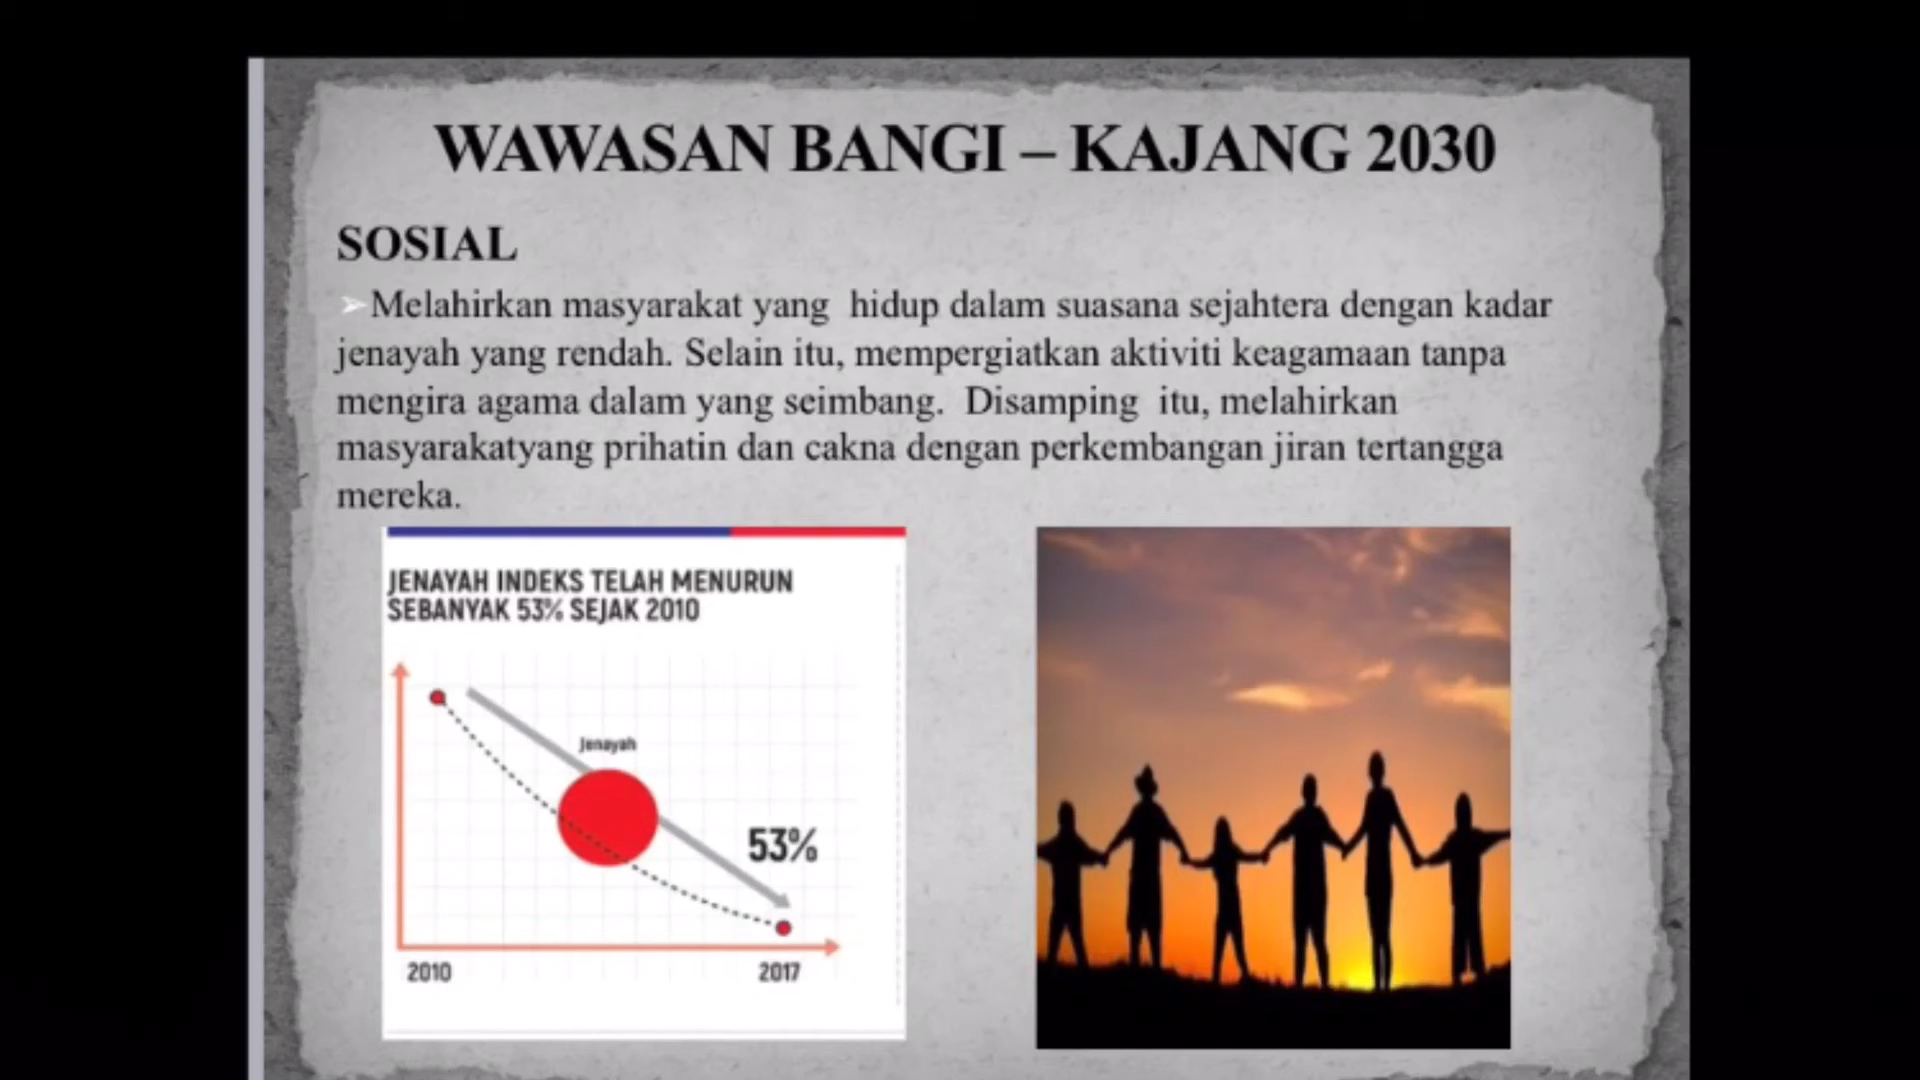 WAWASAN BANGI – KAJANG 2030
SOSIAL
➢Melahirkan masyarakat yang hidup dalam suasana sejahtera dengan kadar
jenayah yang rendah. Selain itu, mempergiatkan aktiviti keagamaan tanpa
mengira agama dalam yang seimbang. Disamping itu, melahirkan
masyarakatyang prihatin dan cakna dengan perkembangan jiran tertangga
mereka.
JENAYAH INDEKS TELAH MENURUN
SEBANYAK 53% SEJAK 2010
Jenayah
53%
2010 2017